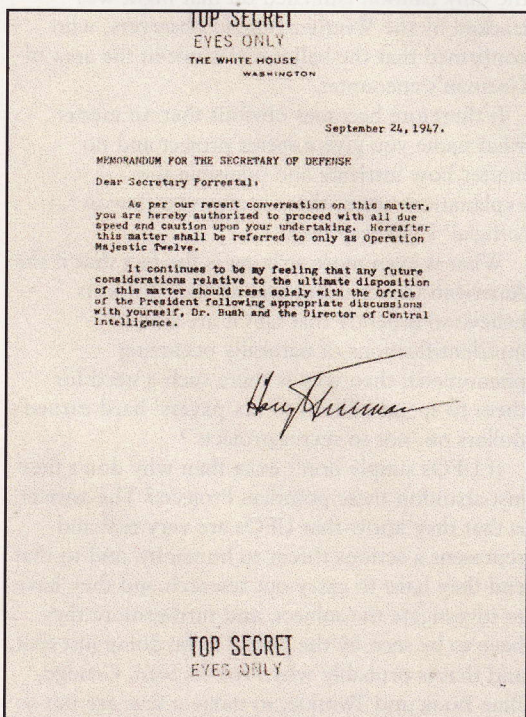 TOP SECRET
EYES ONLY
THE WHITE HOUSE
WASHINGTON
September 24, 1947.
MEMORANDUM FOR THE SECRETARY OF DEFENSE
Dear Secretary Forrestal:
As per our recent conversation on this matter,
you are hereby authorized to proceed with all due
speed and caution upon your undertaking. Hereafter
this matter shall be referred to only as Operation
Majestic Twelve.
It continues to be my feeling that any future
considerations relative to the ultimate disposition
of this matter should rest solely with the Office
of the President following appropriate discussions
with yourself, Dr. Bush and the Director of Central
Intelligence.
Harry Truman
TOP SECRET
EYES ONLY